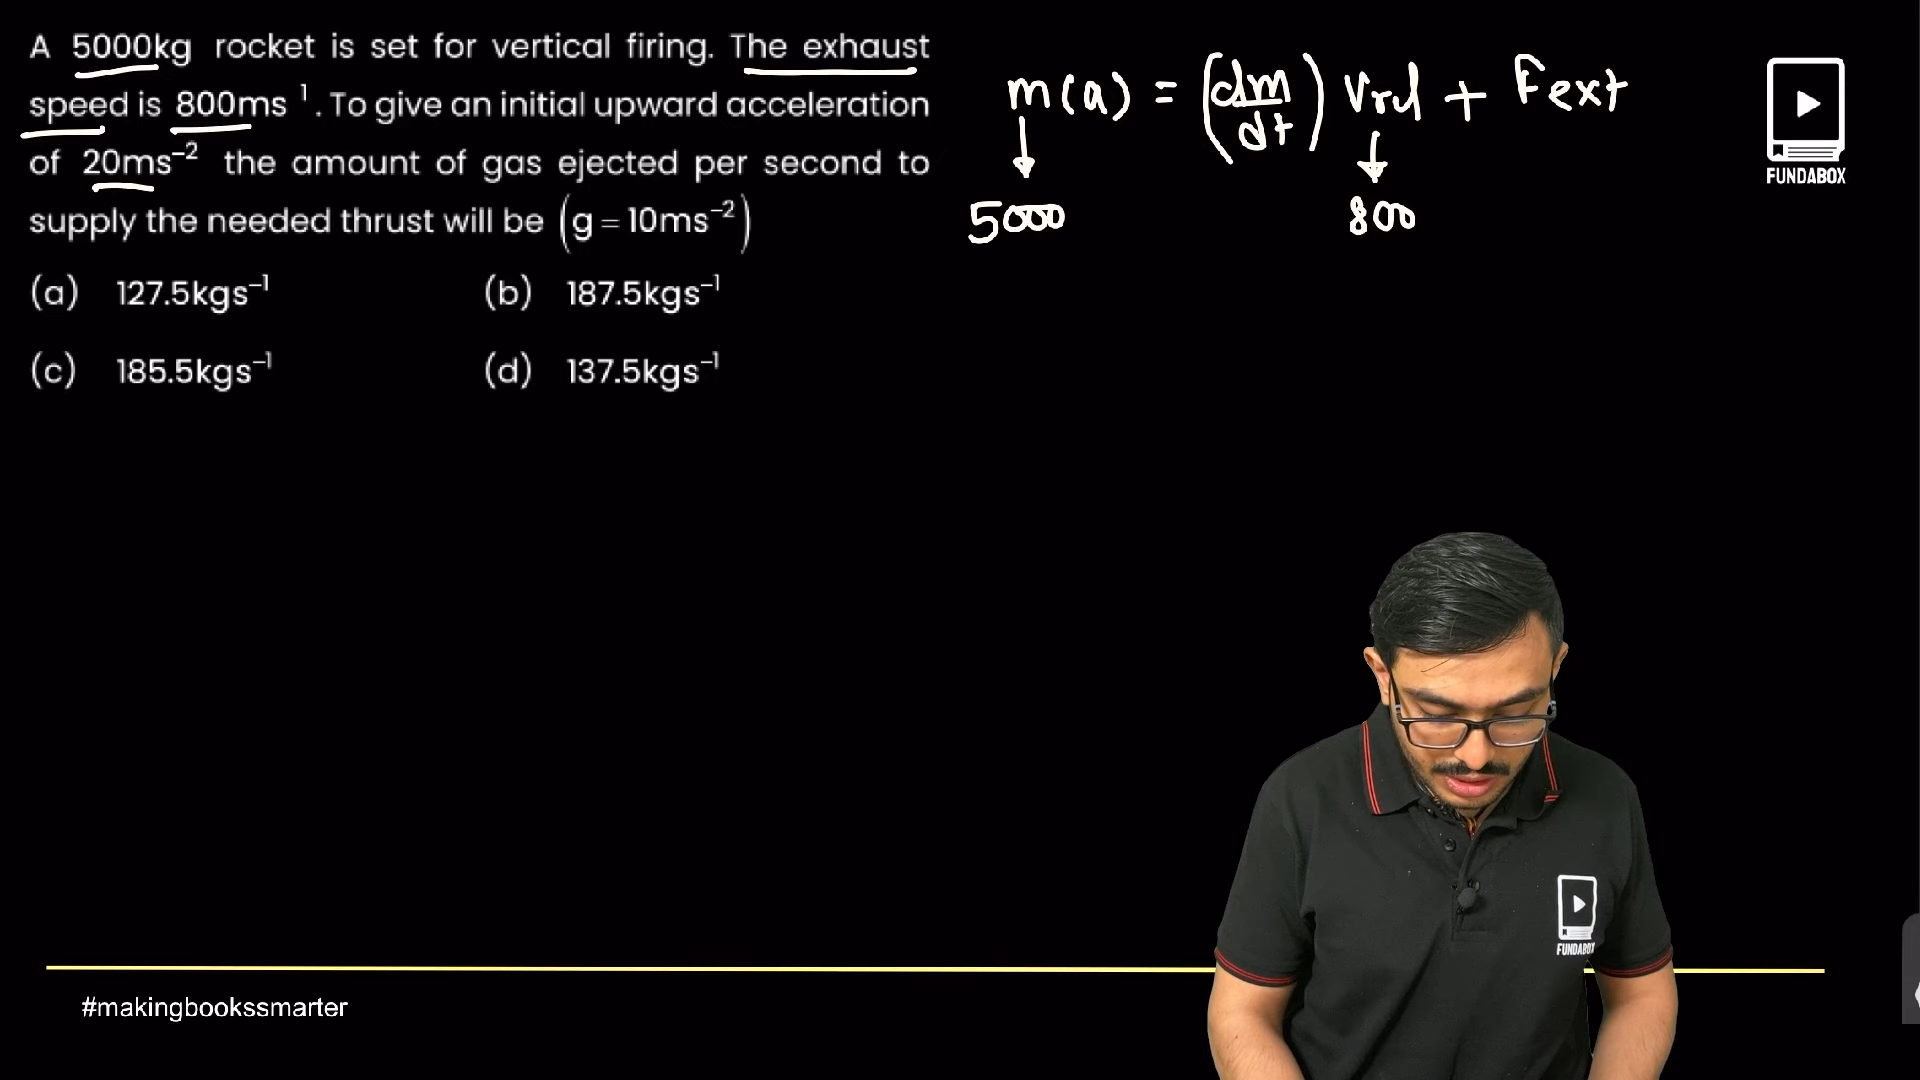 A 5000kg rocket is set for vertical firing. The exhaust
speed is 800ms ¹. To give an initial upward acceleration
of 20ms⁻² the amount of gas ejected per second to
supply the needed thrust will be (g = 10ms⁻²)
(a) 127.5kgs⁻¹ (b) 187.5kgs⁻¹
(c) 185.5kgs⁻¹ (d) 137.5kgs⁻¹
m(a) = (dm/dt) vrel + Fext
5000 800
FUNDABOX
FUNDABOX
#makingbookssmarter